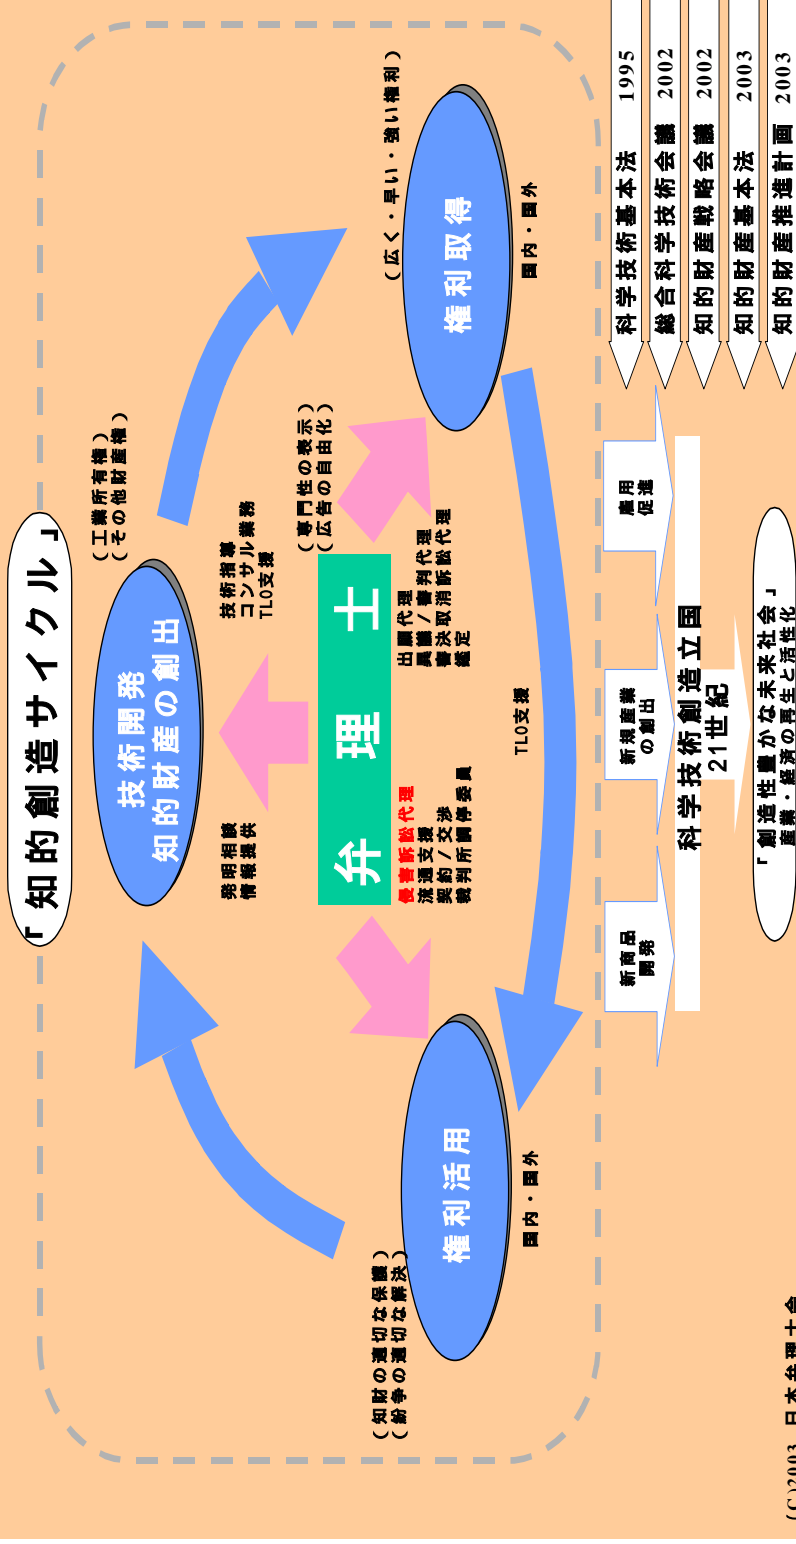 「知的創造サイクル」
(工業所有権)
(その他財産権)
技術開発
知的財産の創出
発明相談
情報提供
技術指導
コンサル業務
TLO支援
(専門性の表示)
(広告の自由化)
弁 理 士
侵害訴訟代理
流通支援
契約/交渉
裁判所調停委員
出願代理
異議/審判代理
審決取消訴訟代理
鑑定
(広く・早い・強い権利)
権利取得
国内・国外
TLO支援
(知財の適切な保護)
(紛争の適切な解決)
権利活用
国内・国外
新商品
開発
新規産業
の創出
雇用
促進
科学技術基本法 1995
総合科学技術会議 2002
知的財産戦略会議 2002
知的財産基本法 2003
知的財産推進計画 2003
科学技術創造立国
21世紀
「創造性豊かな未来社会」
産業・経済の再生と活性化
(C)2003 日本弁理士会